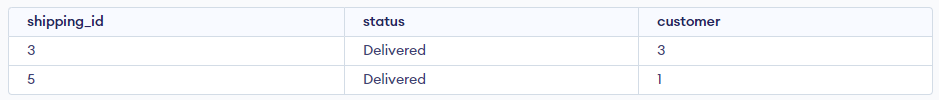 shipping_id status customer
3 Delivered 3
5 Delivered 1